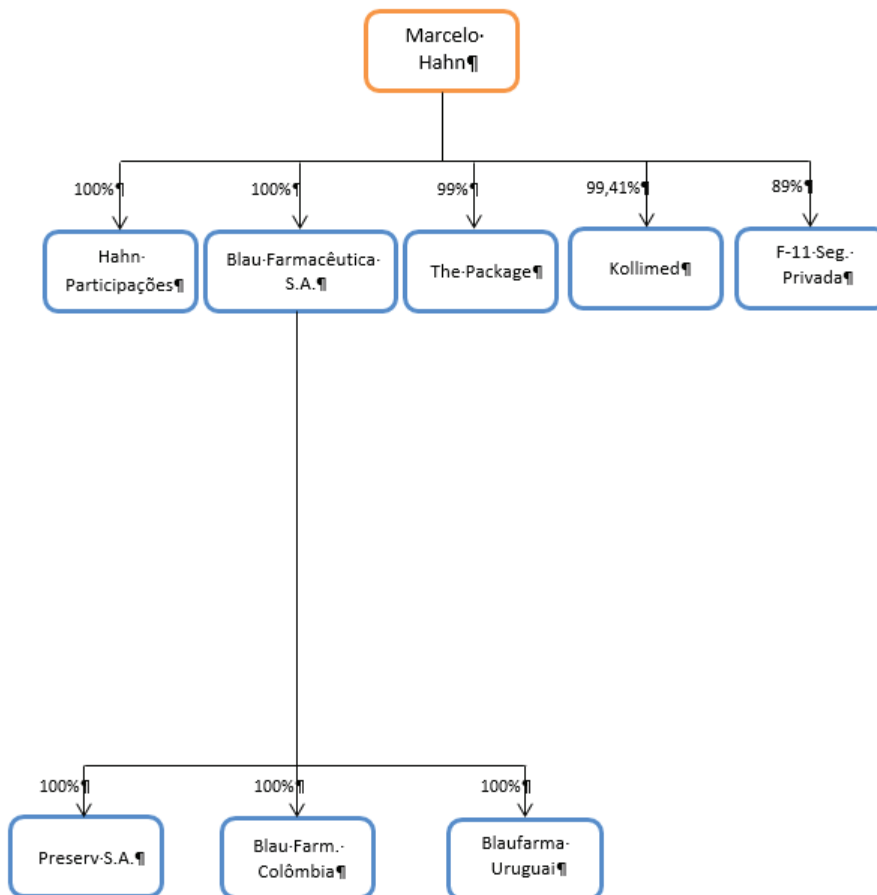 Marcelo·
Hahn¶
100%¶
100%¶
99%¶
99,41%¶
89%¶
Hahn·
Participações¶
Blau·Farmacêutica·
S.A.¶
The·Package¶
Kollimed¶
F-11·Seg.·
Privada¶
100%¶
100%¶
100%¶
Preserv·S.A.¶
Blau·Farm.·
Colômbia¶
Blaufarma·
Uruguai¶